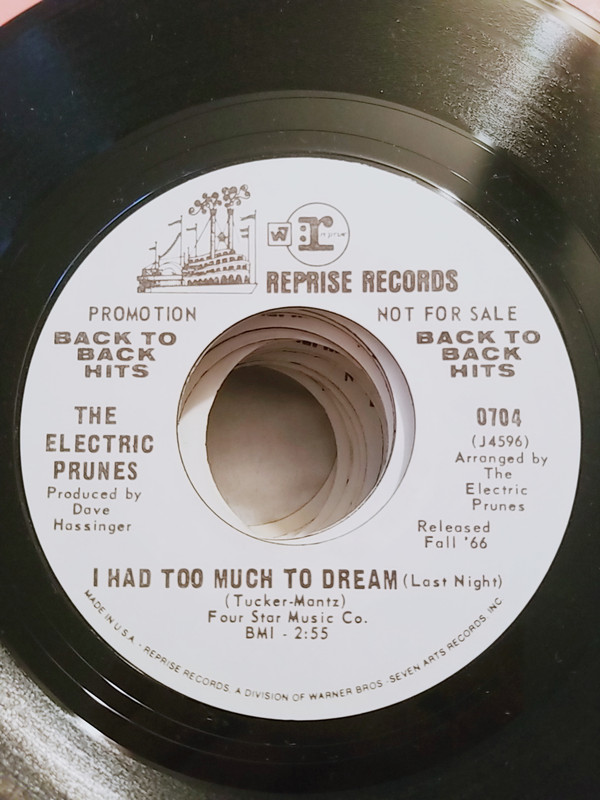 W
r:
REPRISE RECORDS
PROMOTION
NOT FOR SALE
BACK TO
BACK
HITS
BACK TO
BACK
HITS
THE
ELECTRIC
PRUNES
Produced by
Dave
Hassinger
0704
(J4596)
Arranged by
The
Electric
Prunes
Released
Fall '66
I HAD TOO MUCH TO DREAM (Last Night)
(Tucker-Mantz)
Four Star Music Co.
BMI - 2:55
MADE IN U.S.A. · REPRISE RECORDS, A DIVISION OF WARNER BROS.-SEVEN ARTS RECORDS, INC.